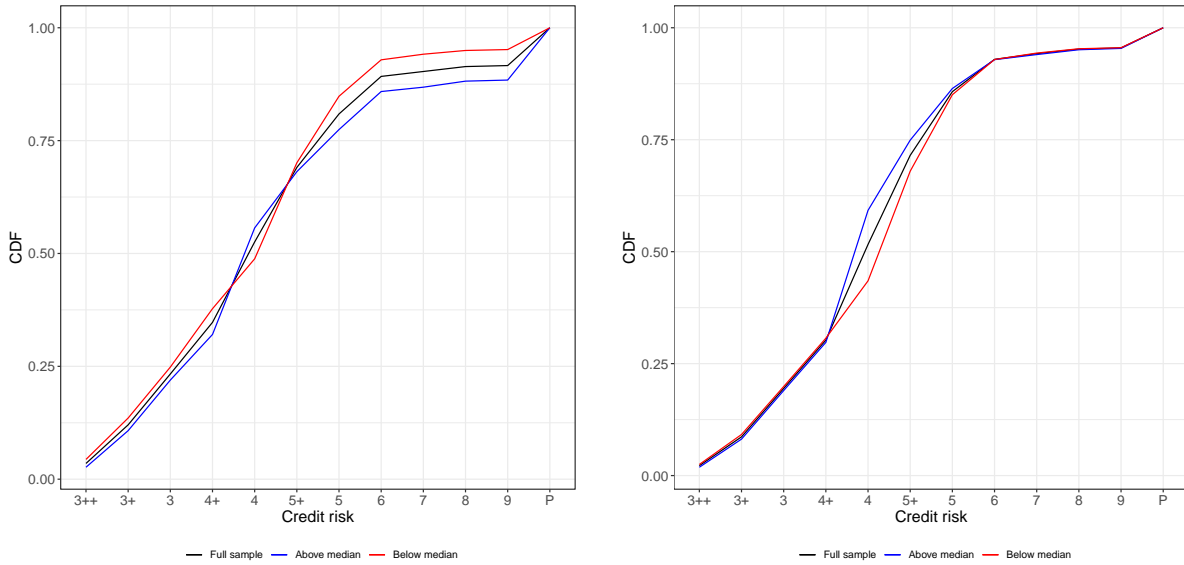 1.00
0.75
0.50
0.25
0.00
CDF
3++ 3+ 3 4+ 4 5+ 5 6 7 8 9 P
Credit risk
Full sample Above median Below median
1.00
0.75
0.50
0.25
0.00
CDF
3++ 3+ 3 4+ 4 5+ 5 6 7 8 9 P
Credit risk
Full sample Above median Below median